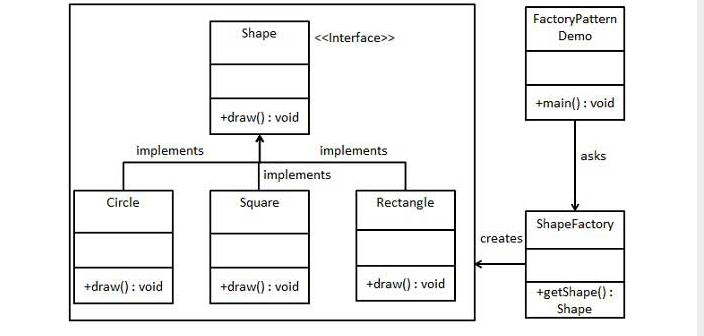 Shape
<<Interface>>
+draw() : void
implements
implements
implements
Circle
+draw() : void
Square
+draw() : void
Rectangle
+draw() : void
FactoryPattern
Demo
+main() : void
asks
ShapeFactory
creates
+getShape() :
Shape